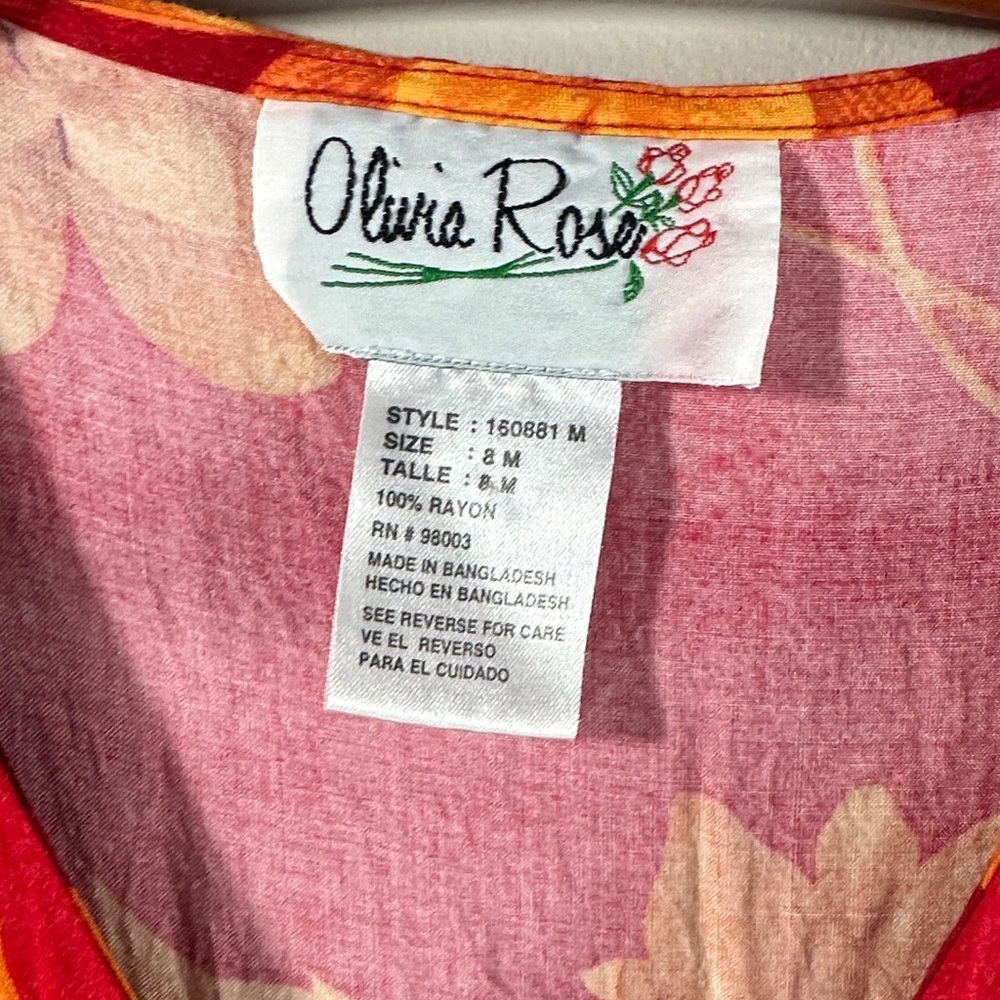 Olivia Rose
STYLE : 160881 M
SIZE : 8 M
TALLE : 8 M
100% RAYON
RN # 98003
MADE IN BANGLADESH
HECHO EN BANGLADESH
SEE REVERSE FOR CARE
VE EL REVERSO
PARA EL CUIDADO